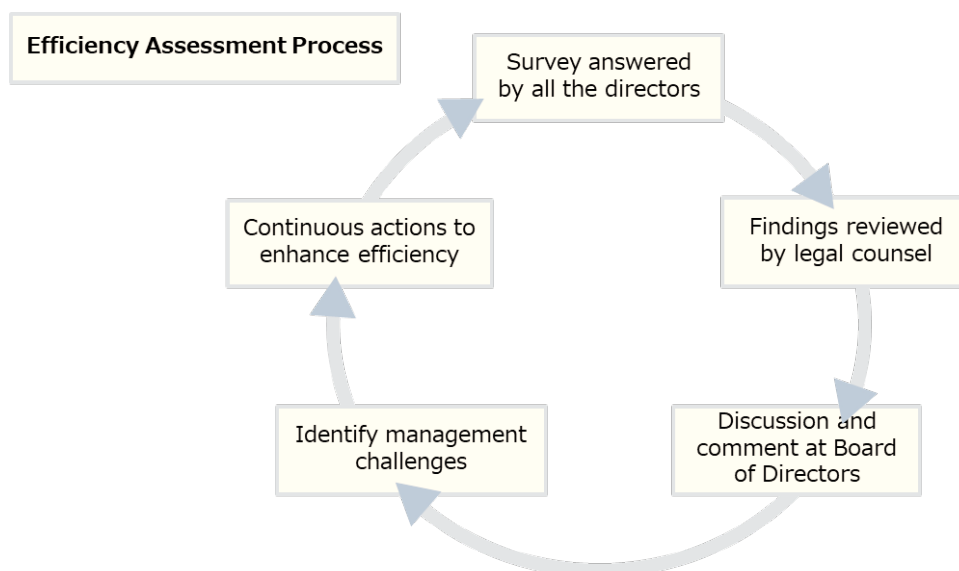 Efficiency Assessment Process
Survey answered
by all the directors
Findings reviewed
by legal counsel
Discussion and
comment at Board
of Directors
Identify management
challenges
Continuous actions to
enhance efficiency